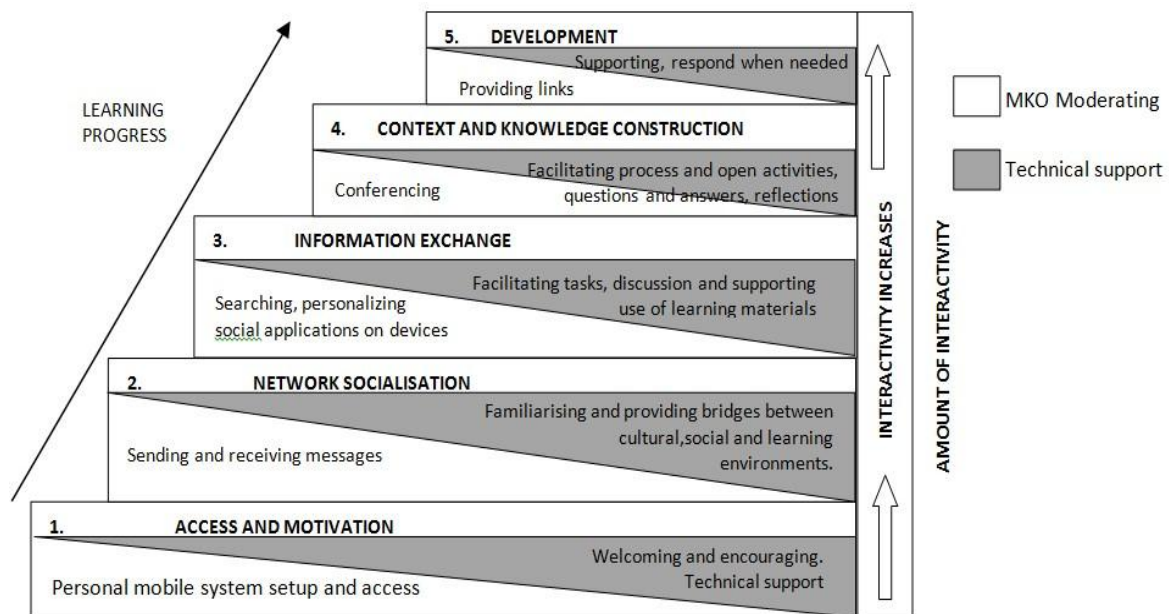 5. DEVELOPMENT
Supporting, respond when needed
Providing links
LEARNING
PROGRESS
4. CONTEXT AND KNOWLEDGE CONSTRUCTION
Facilitating process and open activities,
questions and answers, reflections
Conferencing
3. INFORMATION EXCHANGE
Facilitating tasks, discussion and supporting
use of learning materials
Searching, personalizing
social applications on devices
2. NETWORK SOCIALISATION
Familiarising and providing bridges between
cultural,social and learning
environments.
Sending and receiving messages
1. ACCESS AND MOTIVATION
Welcoming and encouraging.
Technical support
Personal mobile system setup and access
INTERACTIVITY INCREASES
AMOUNT OF INTERACTIVITY
MKO Moderating
Technical support